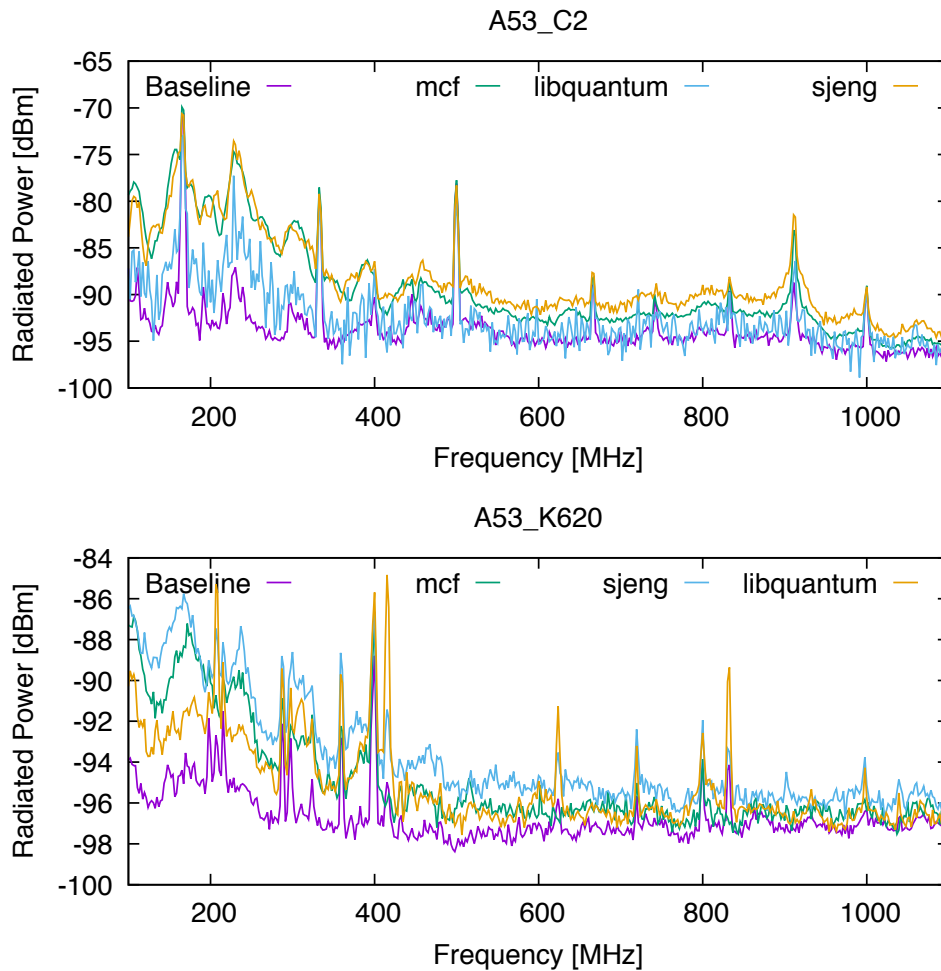 A53_C2
Radiated Power [dBm]
-65
-70
-75
-80
-85
-90
-95
-100
Baseline mcf libquantum sjeng
200 400 600 800 1000
Frequency [MHz]
A53_K620
Radiated Power [dBm]
-84
-86
-88
-90
-92
-94
-96
-98
-100
Baseline mcf sjeng libquantum
200 400 600 800 1000
Frequency [MHz]